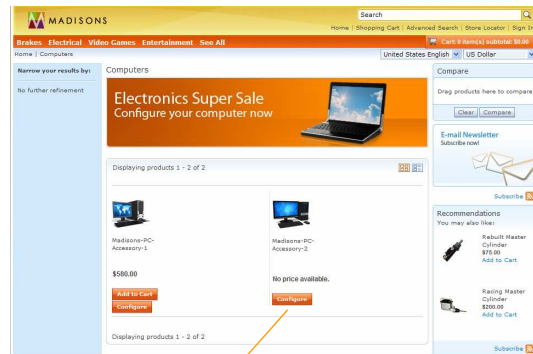 MADISONS
Search
Home | Shopping Cart | Advanced Search | Store Locator | Sign In
Brakes Electrical Video Games Entertainment See All
Cart: 0 item(s) subtotal: $0.00
Home | Computers
United States English
US Dollar
Narrow your results by:
No further refinement
Computers
Electronics Super Sale
Configure your computer now
Displaying products 1 - 2 of 2
Madisons-PC-
Accessory-1
$580.00
Add to Cart
Configure
Madisons-PC-
Accessory-2
No price available.
Configure
Displaying products 1 - 2 of 2
Compare
Drag products here to compare
Clear
Compare
E-mail Newsletter
Subscribe now!
Subscribe
Recommendations
You may also like:
Rebuilt Master
Cylinder
$75.00
Add to Cart
Racing Master
Cylinder
$200.00
Add to Cart
Subscribe